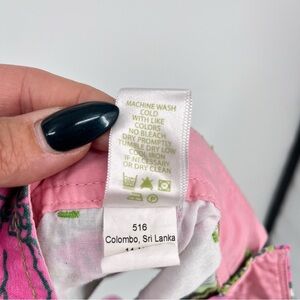 MACHINE WASH
COLD
WITH LIKE
COLORS
NO BLEACH
DRY PROMPTLY
TUMBLE DRY LOW
COOL IRON
IF NECESSARY
OR DRY CLEAN
516
Colombo, Sri Lanka